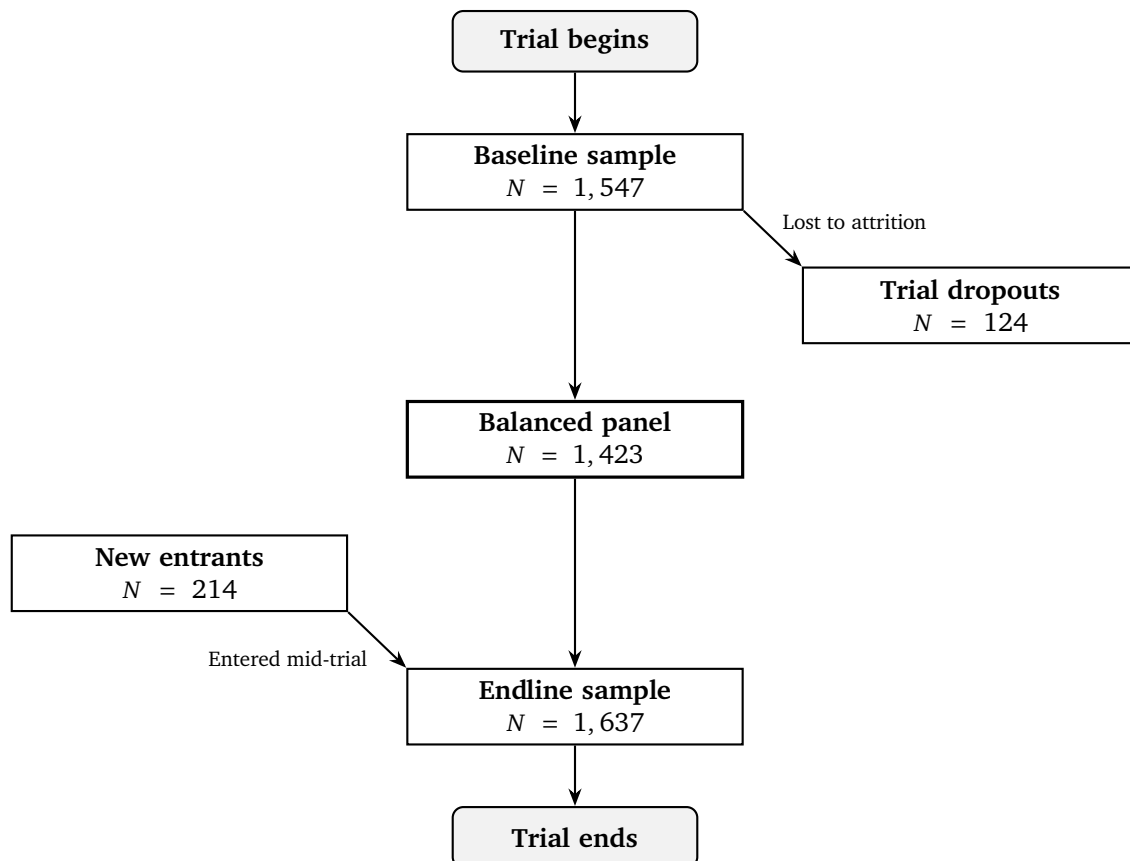 Trial begins
Baseline sample
N = 1, 547
Lost to attrition
Trial dropouts
N = 124
Balanced panel
N = 1, 423
New entrants
N = 214
Entered mid-trial
Endline sample
N = 1, 637
Trial ends